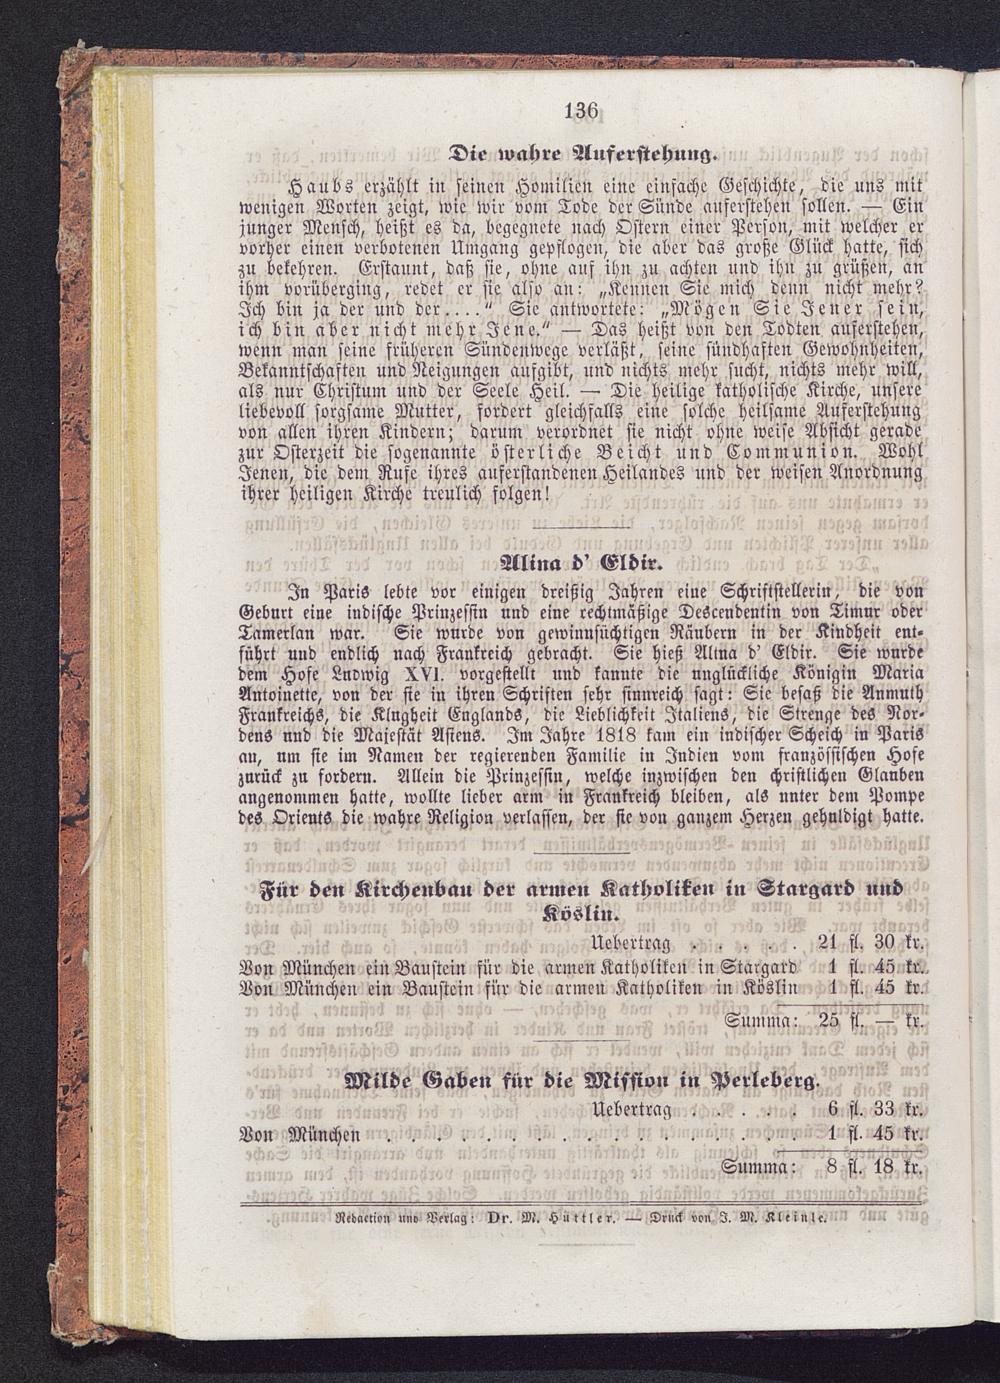 136
Die wahre Auferstehung.
Haubs erzählt in seinen Homilien eine einfache Geschichte, die uns mit
wenigen Worten zeigt, wie wir vom Tode der Sünde auferstehen sollen. — Ein
junger Mensch, heißt es da, begegnete nach Ostern einer Person, mit welcher er
vorher einen verbotenen Umgang gepflogen, die aber das große Glück hatte, sich
zu bekehren. Erstaunt, daß sie, ohne auf ihn zu achten und ihn zu grüßen, an
ihm vorüberging, redet er sie also an: „Kennen Sie mich denn nicht mehr?
Ich bin ja der und der....“ Sie antwortete: „Mögen Sie Jener sein,
ich bin aber nicht mehr Jene.“ — Das heißt von den Todten auferstehen,
wenn man seine früheren Sündenwege verläßt, seine sündhaften Gewohnheiten,
Bekanntschaften und Neigungen aufgibt, und nichts mehr sucht, nichts mehr will,
als nur Christum und der Seele Heil. — Die heilige katholische Kirche, unsere
liebevoll sorgsame Mutter, fordert gleichfalls eine solche heilsame Auferstehung
von allen ihren Kindern; darum verordnet sie nicht ohne weise Absicht gerade
zur Osterzeit die sogenannte österliche Beicht und Communion. Wohl
Jenen, die dem Rufe ihres auferstandenen Heilandes und der weisen Anordnung
ihrer heiligen Kirche treulich folgen!
Alina d' Eldir.
In Paris lebte vor einigen dreißig Jahren eine Schriftstellerin, die von
Geburt eine indische Prinzessin und eine rechtmäßige Descendentin von Timur oder
Tamerlan war. Sie wurde von gewinnsüchtigen Räubern in der Kindheit ent-
führt und endlich nach Frankreich gebracht. Sie hieß Alina d' Eldir. Sie wurde
dem Hofe Ludwig XVI. vorgestellt und kannte die unglückliche Königin Maria
Antoinette, von der sie in ihren Schriften sehr sinnreich sagt: Sie besaß die Anmuth
Frankreichs, die Klugheit Englands, die Lieblichkeit Italiens, die Strenge des Nor-
dens und die Majestät Asiens. Im Jahre 1818 kam ein indischer Scheich in Paris
an, um sie im Namen der regierenden Familie in Indien vom französischen Hofe
zurück zu fordern. Allein die Prinzessin, welche inzwischen den christlichen Glauben
angenommen hatte, wollte lieber arm in Frankreich bleiben, als unter dem Pompe
des Orients die wahre Religion verlassen, der sie von ganzem Herzen gehuldigt hatte.
Für den Kirchenbau der armen Katholiken in Stargard und
Köslin.
Uebertrag . . . . . 21 fl. 30 kr.
Von München ein Baustein für die armen Katholiken in Stargard 1 fl. 45 kr.
Von München ein Baustein für die armen Katholiken in Köslin 1 fl. 45 kr.
Summa: 25 fl. — kr.
Milde Gaben für die Mission in Perleberg.
Uebertrag . . . . . 6 fl. 33 kr.
Von München . . . . . . . . . . . . . . . . . 1 fl. 45 kr.
Summa: 8 fl. 18 kr.
Redaction und Verlag: Dr. M. Huttler. — Druck von J. M. Kleinle.